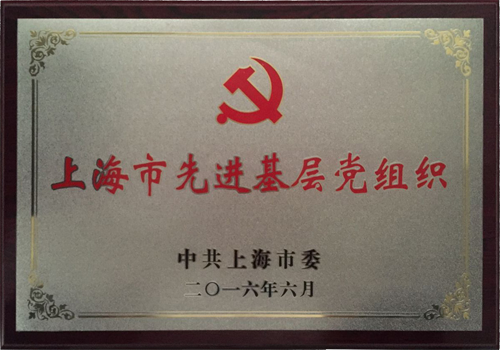 上海市先进基层党组织
中共上海市委
二〇一六年六月